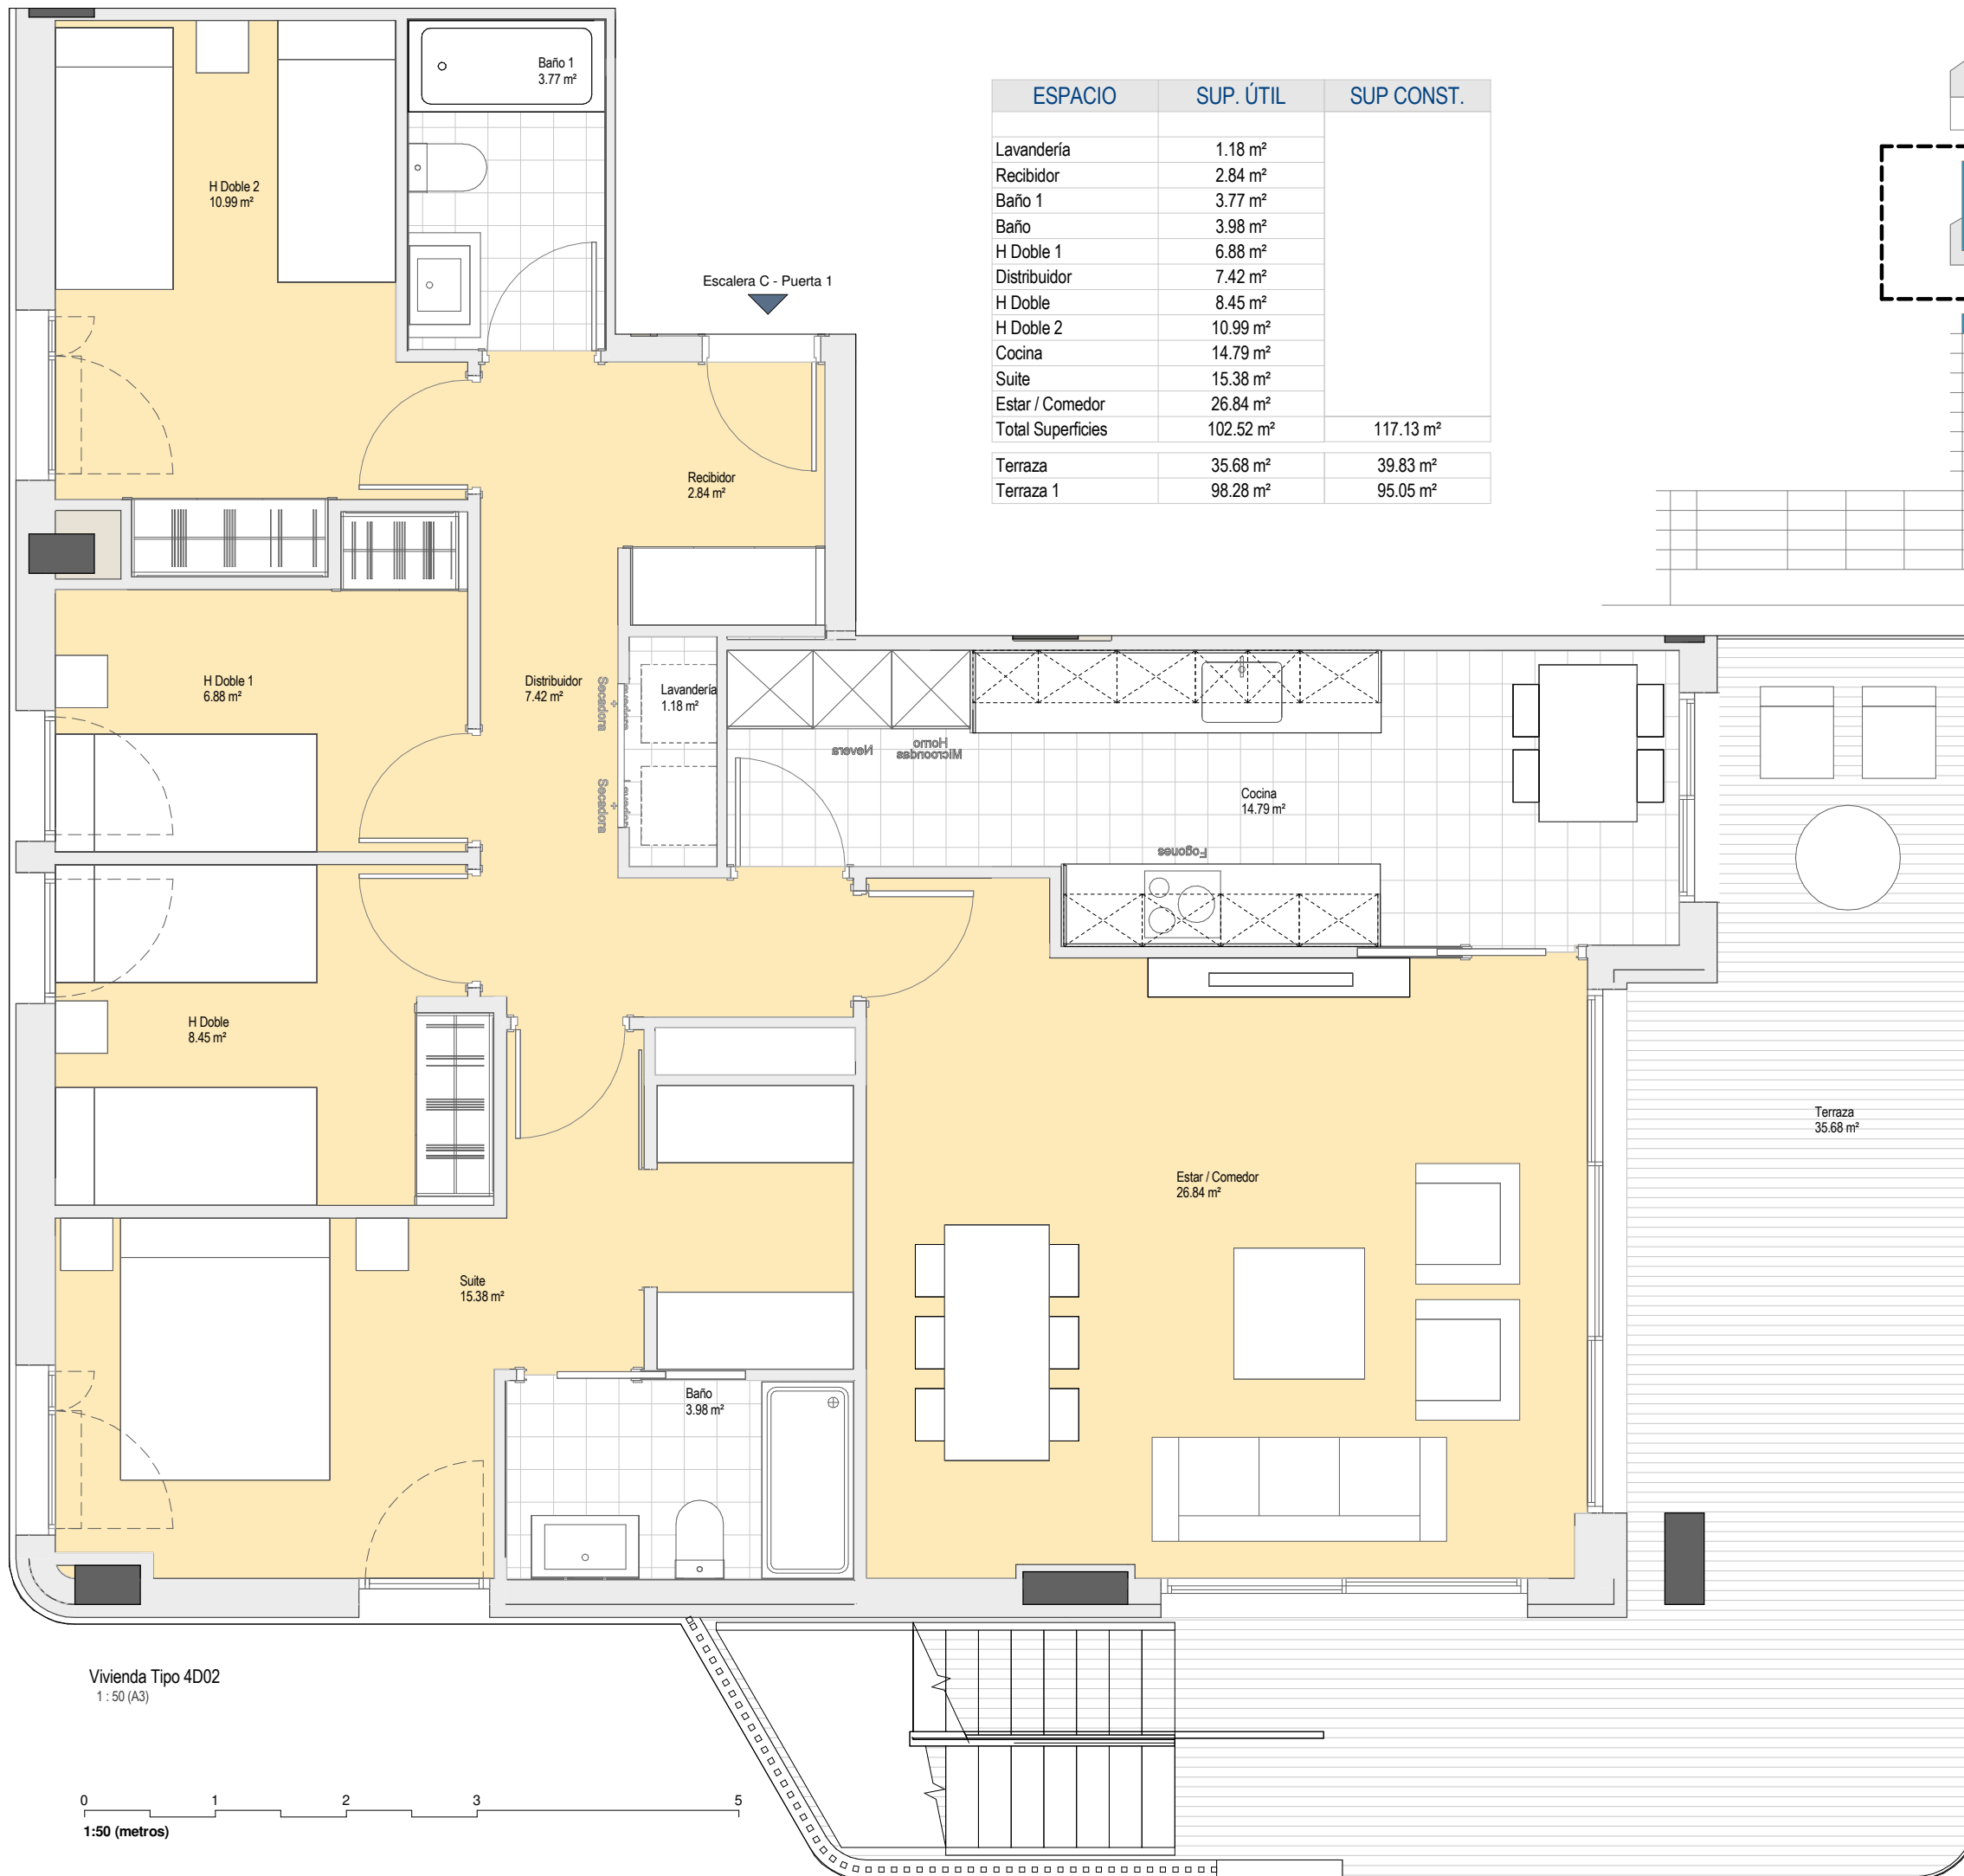 Baño 1
3.77 m²
H Doble 2
10.99 m²
Escalera C - Puerta 1
ESPACIO SUP. ÚTIL SUP CONST.
Lavandería 1.18 m²
Recibidor 2.84 m²
Baño 1 3.77 m²
Baño 3.98 m²
H Doble 1 6.88 m²
Distribuidor 7.42 m²
H Doble 8.45 m²
H Doble 2 10.99 m²
Cocina 14.79 m²
Suite 15.38 m²
Estar / Comedor 26.84 m²
Total Superficies 102.52 m² 117.13 m²
Terraza 35.68 m² 39.83 m²
Terraza 1 98.28 m² 95.05 m²
Recibidor
2.84 m²
H Doble 1
6.88 m²
Distribuidor
7.42 m²
+
Secadora
Lavandería
1.18 m²
+
Secadora
Nevera
Horno
Microondas
Cocina
14.79 m²
Fogones
H Doble
8.45 m²
Terraza
35.68 m²
Estar / Comedor
26.84 m²
Suite
15.38 m²
Baño
3.98 m²
Vivienda Tipo 4D02
1 : 50 (A3)
0 1 2 3 5
1:50 (metros)